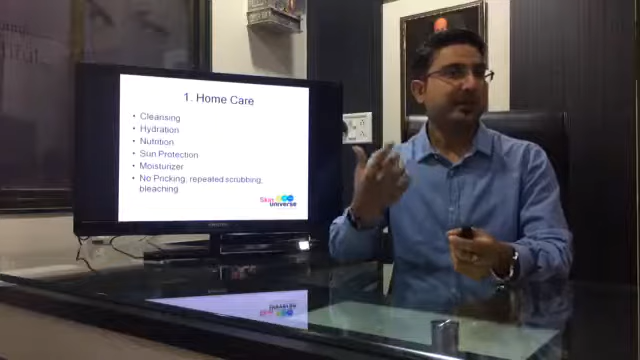 1. Home Care
• Cleansing
• Hydration
• Nutrition
• Sun Protection
• Moisturizer
• No Pricking, repeated scrubbing,
bleaching
Skin
universe